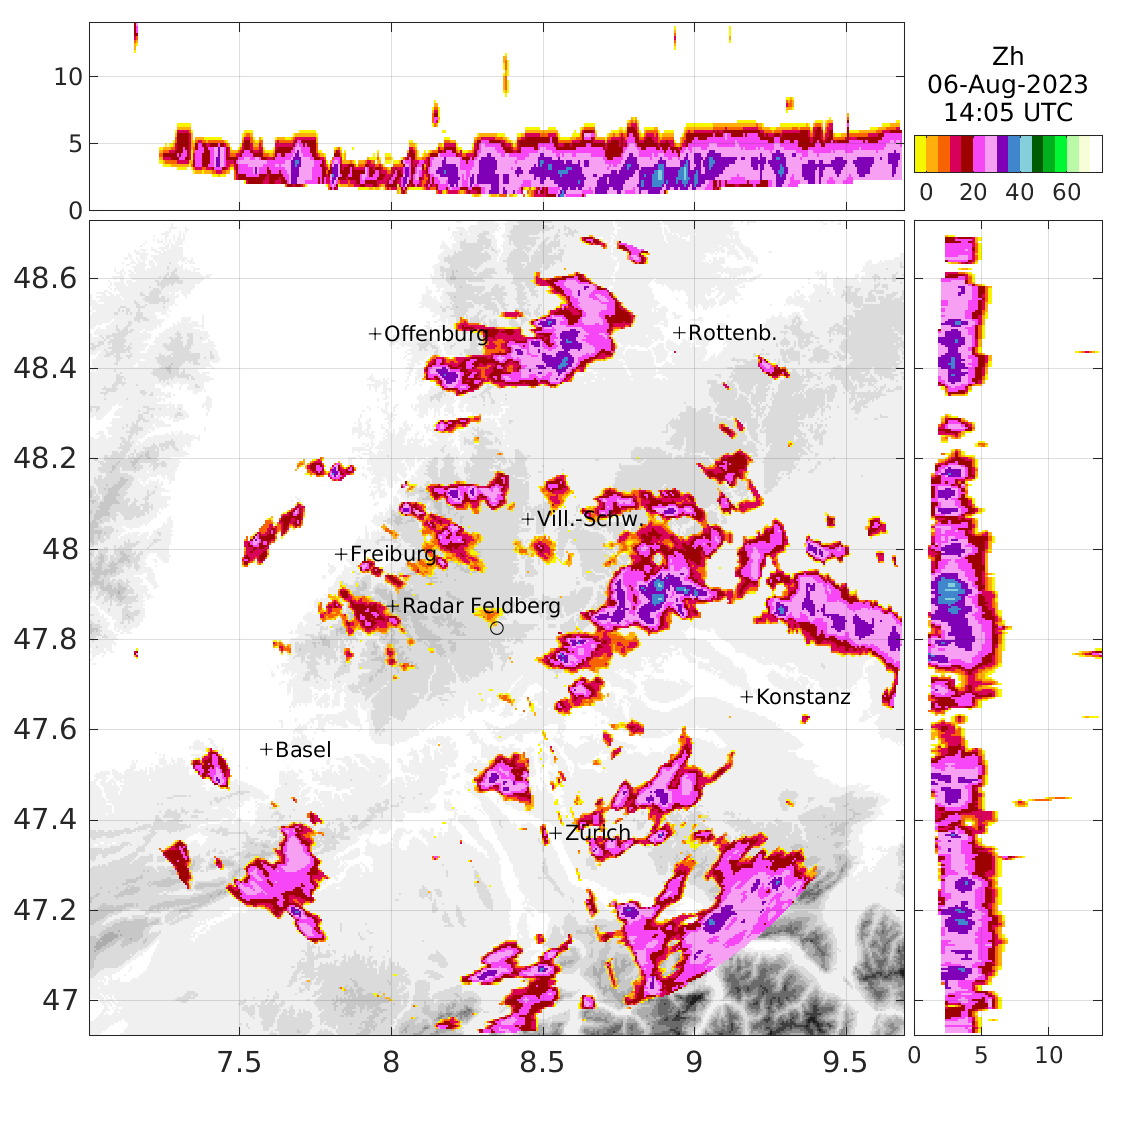 10
5
0
Zh
06-Aug-2023
14:05 UTC
0 20 40 60
48.6
48.4
48.2
48
47.8
47.6
47.4
47.2
47
+Offenburg
+Rottenb.
+Vill.-Schw.
+Freiburg
+Radar Feldberg
+Konstanz
+Basel
+Zürich
7.5 8 8.5 9 9.5
0 5 10